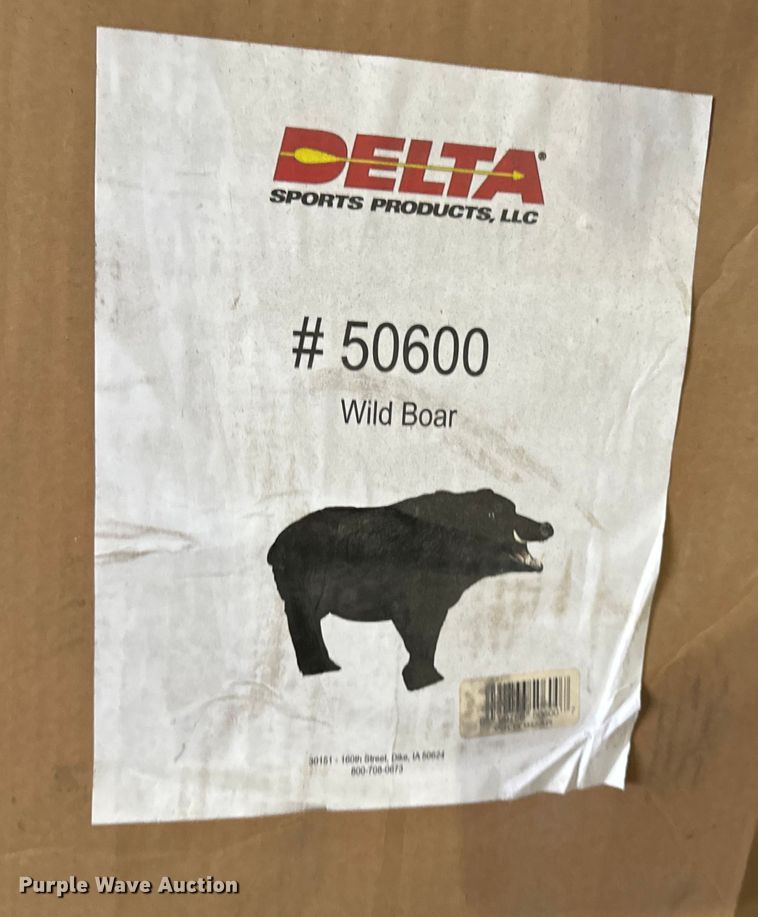 DELTA®
SPORTS PRODUCTS, LLC
# 50600
Wild Boar
30151 - 160th Street, Dike, IA 50624
800-708-0673
Purple Wave Auction